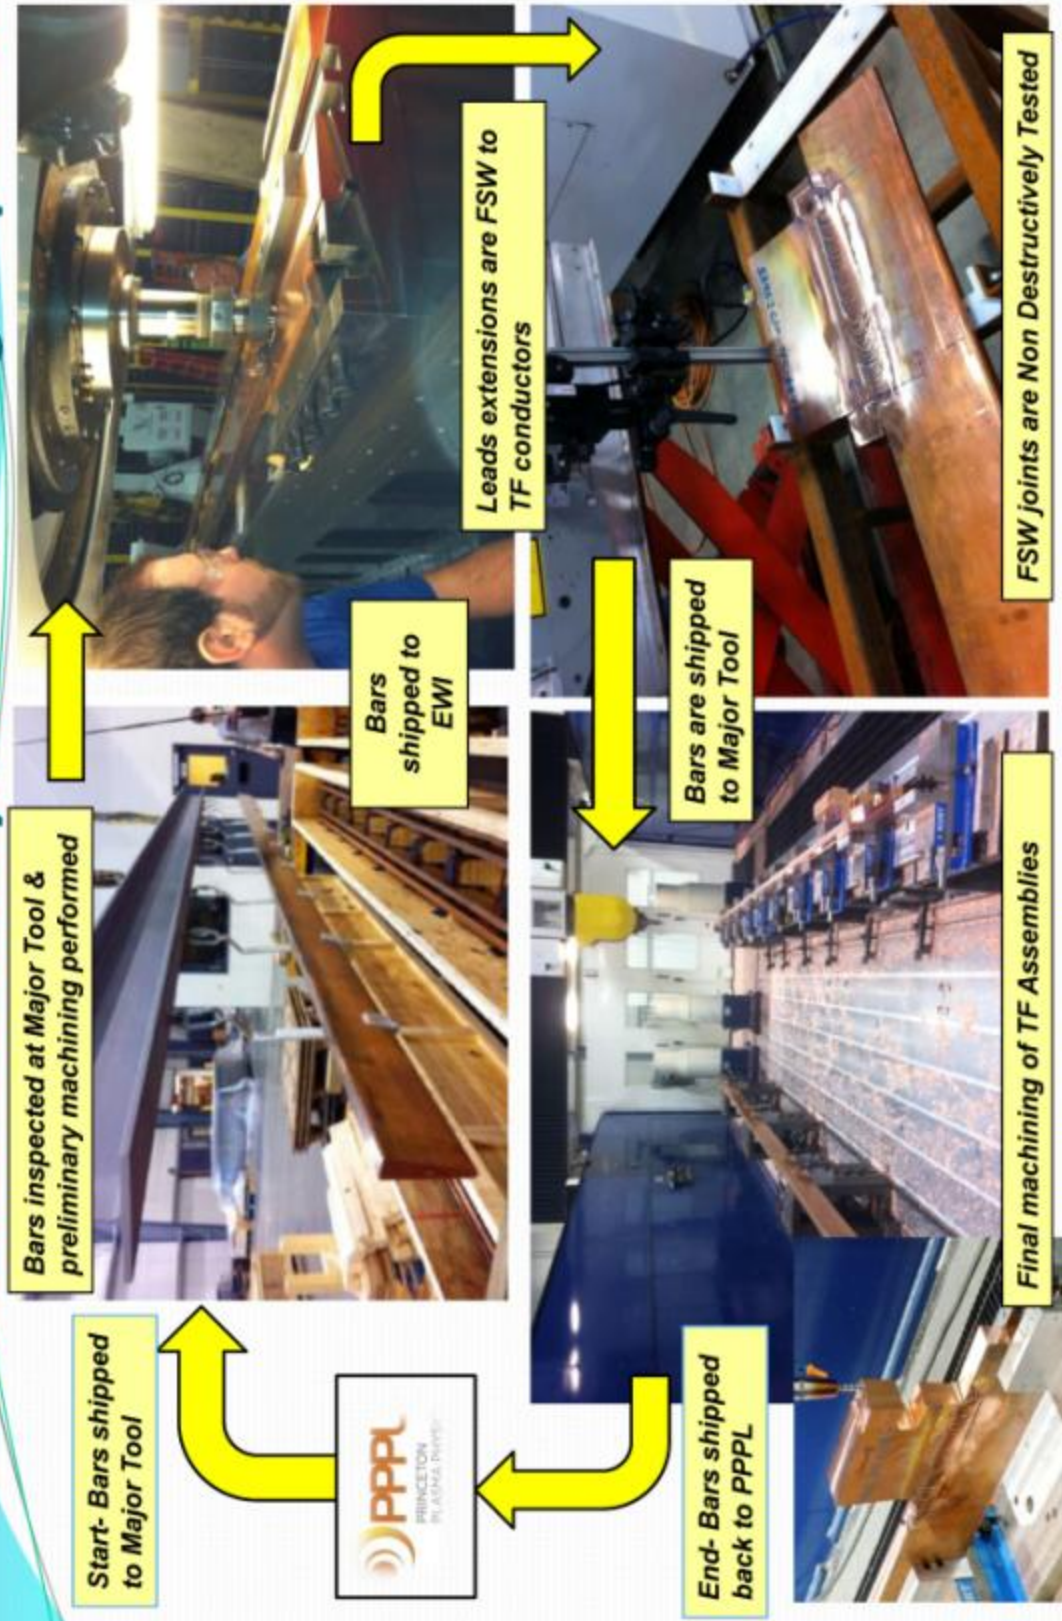 Start- Bars shipped
to Major Tool
Bars inspected at Major Tool &
preliminary machining performed
Bars
shipped to
EWI
Leads extensions are FSW to
TF conductors
FSW joints are Non Destructively Tested
Bars are shipped
to Major Tool
Final machining of TF Assemblies
End- Bars shipped
back to PPPL
PPPL
PRINCETON
PLASMA PHYS